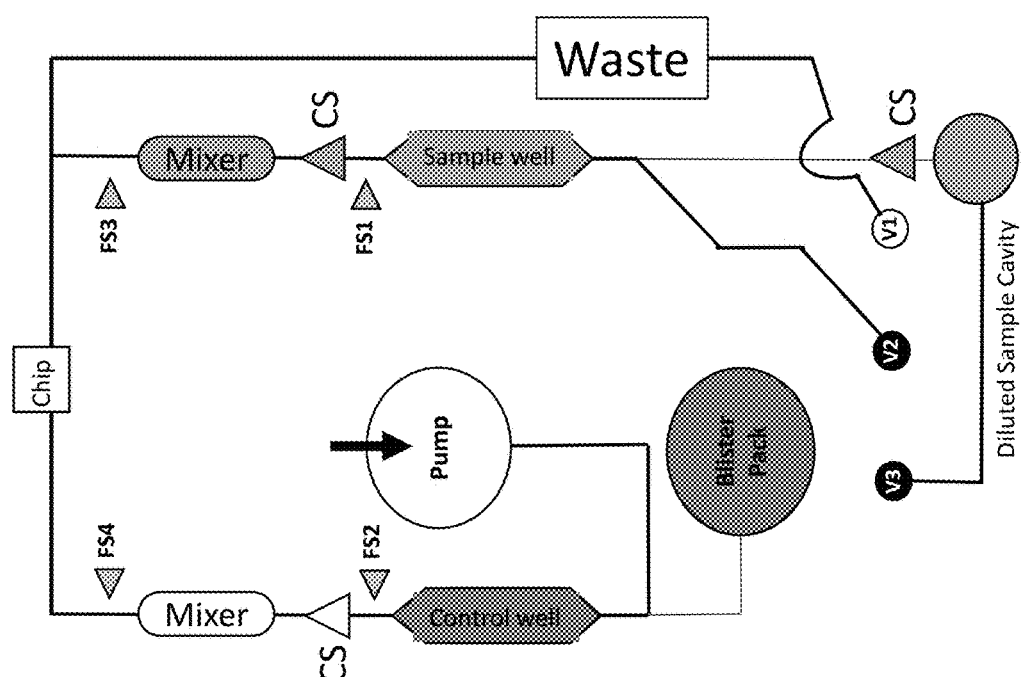 Waste
CS
Mixer
CS
Sample well
FS3
FS1
V1
Diluted Sample Cavity
V2
Chip
Pump
Blister
Pack
V3
FS4
FS2
Mixer
CS
Control well